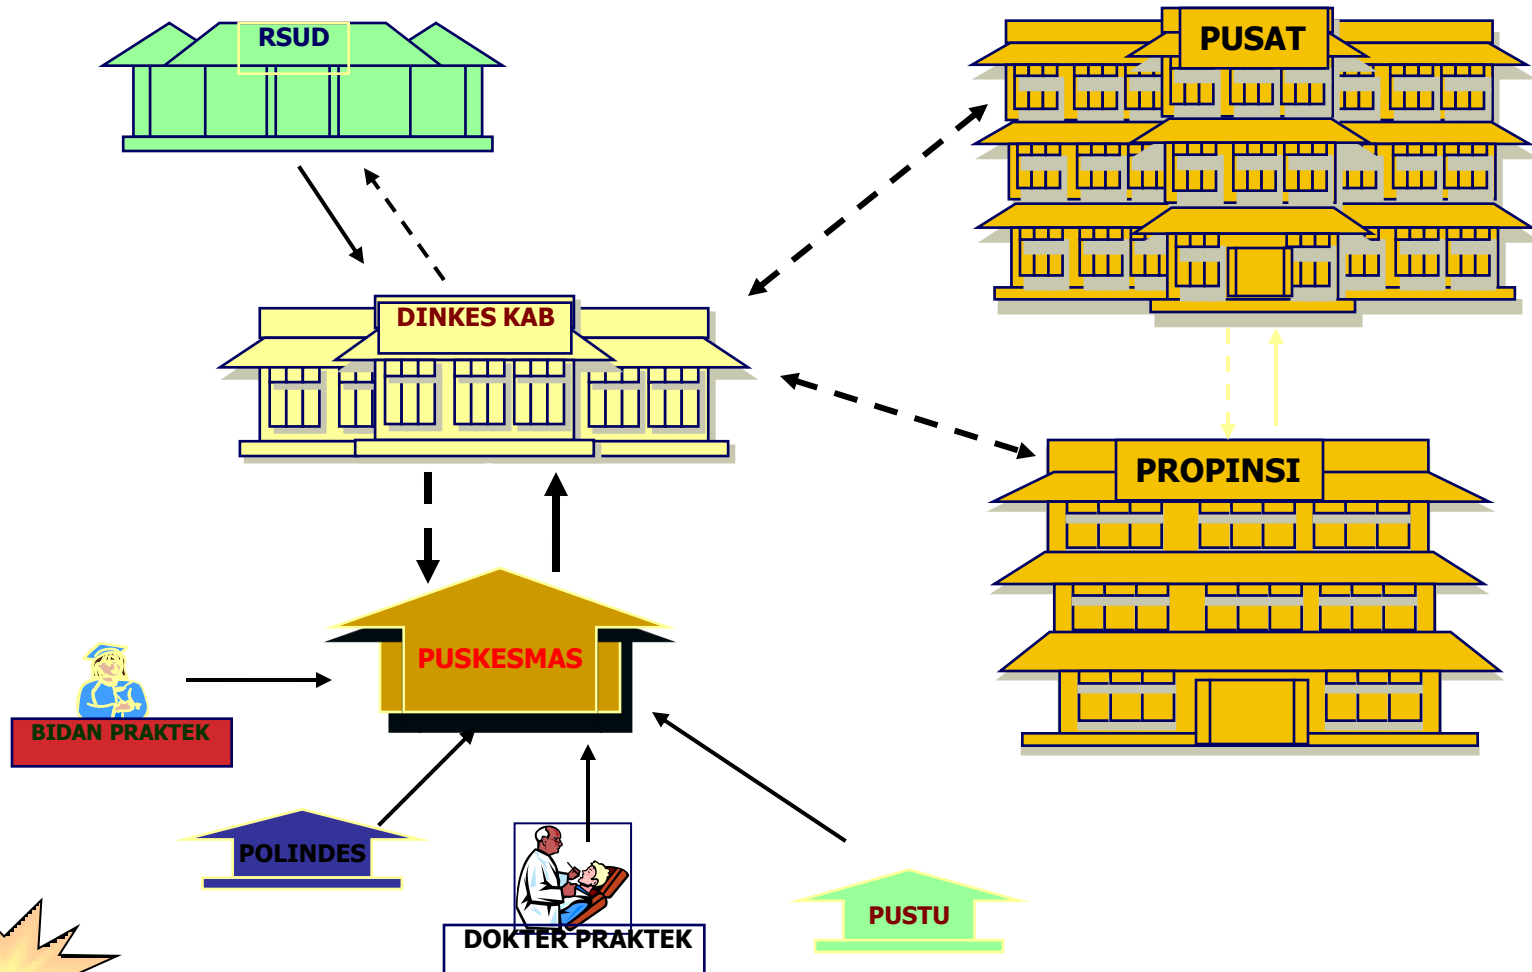 RSUD
PUSAT
DINKES KAB
PROPINSI
PUSKESMAS
BIDAN PRAKTEK
POLINDES
PUSTU
DOKTER PRAKTEK